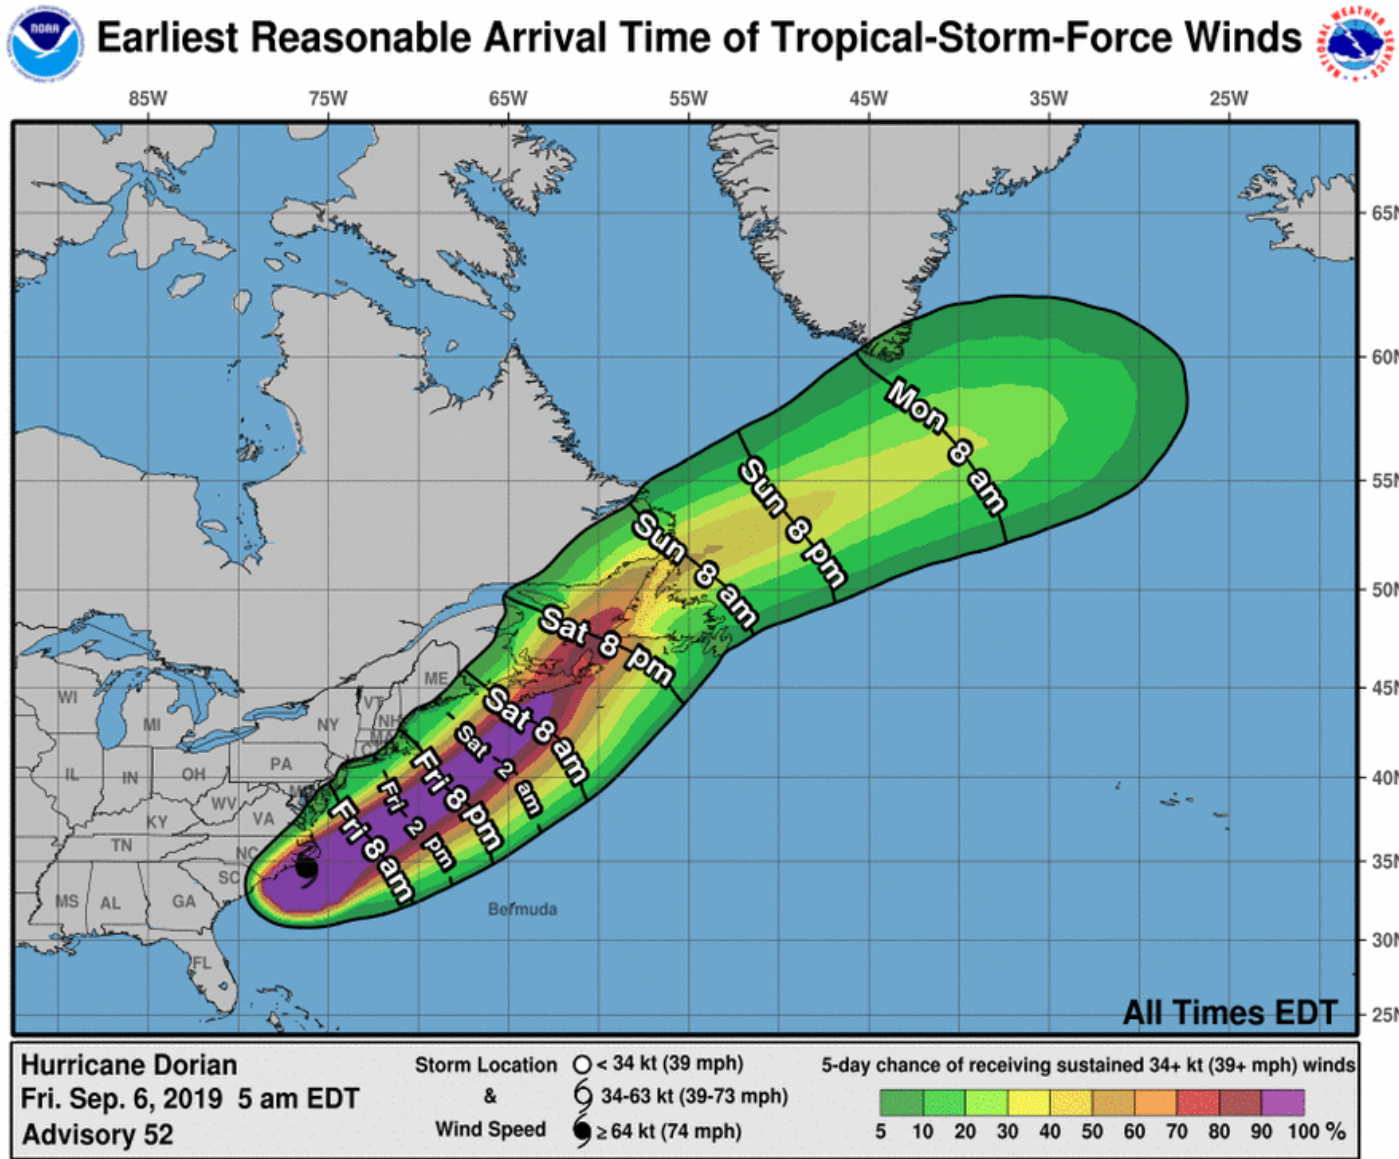 NOAA
Earliest Reasonable Arrival Time of Tropical-Storm-Force Winds
NATIONAL WEATHER SERVICE
85W 75W 65W 55W 45W 35W 25W
65N
60N
55N
50N
45N
40N
35N
30N
25N
Mon 8 am
Sun 8 pm
Sun 8 am
Sat 8 pm
Sat 8 am
Sat 2 am
Fri 8 pm
Fri 2 pm
Fri 8 am
ME
VT
NH
MA
NY
WI
MI
PA
IL
IN
OH
WV
VA
KY
TN
NC
SC
MS
AL
GA
FL
Bermuda
All Times EDT
Hurricane Dorian
Fri. Sep. 6, 2019 5 am EDT
Advisory 52
Storm Location
&
Wind Speed
< 34 kt (39 mph)
34-63 kt (39-73 mph)
≥ 64 kt (74 mph)
5-day chance of receiving sustained 34+ kt (39+ mph) winds
5 10 20 30 40 50 60 70 80 90 100 %